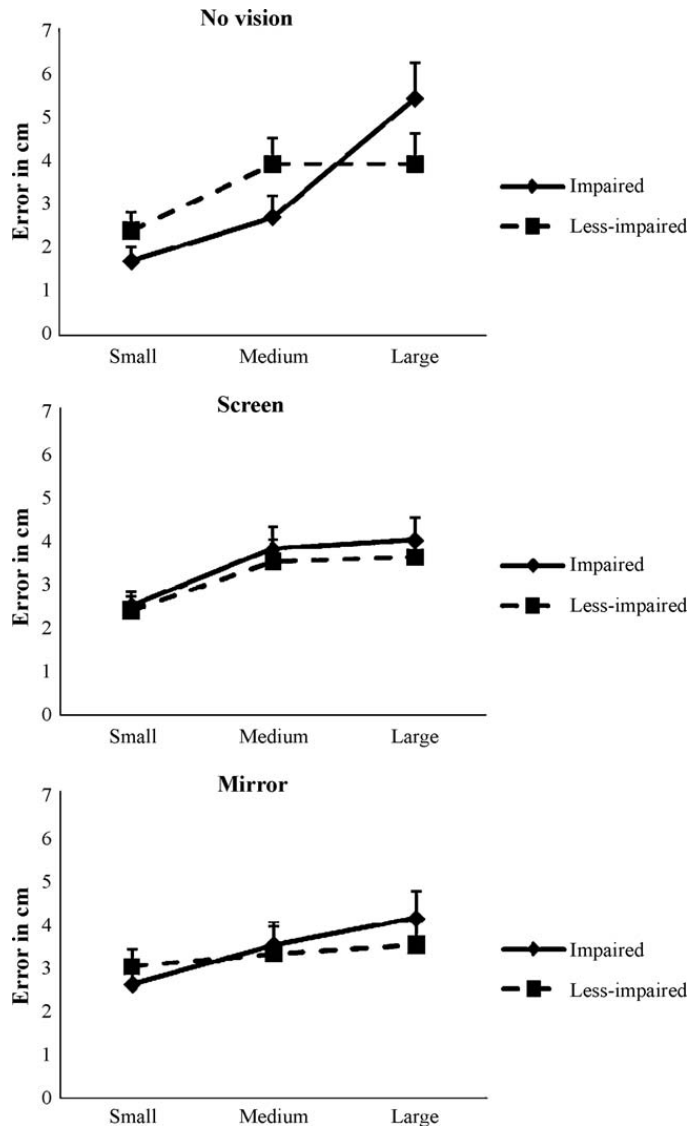 No vision
Error in cm
7
6
5
4
3
2
1
0
Small Medium Large
Impaired
Less-impaired
Screen
Error in cm
7
6
5
4
3
2
1
0
Small Medium Large
Impaired
Less-impaired
Mirror
Error in cm
7
6
5
4
3
2
1
0
Small Medium Large
Impaired
Less-impaired